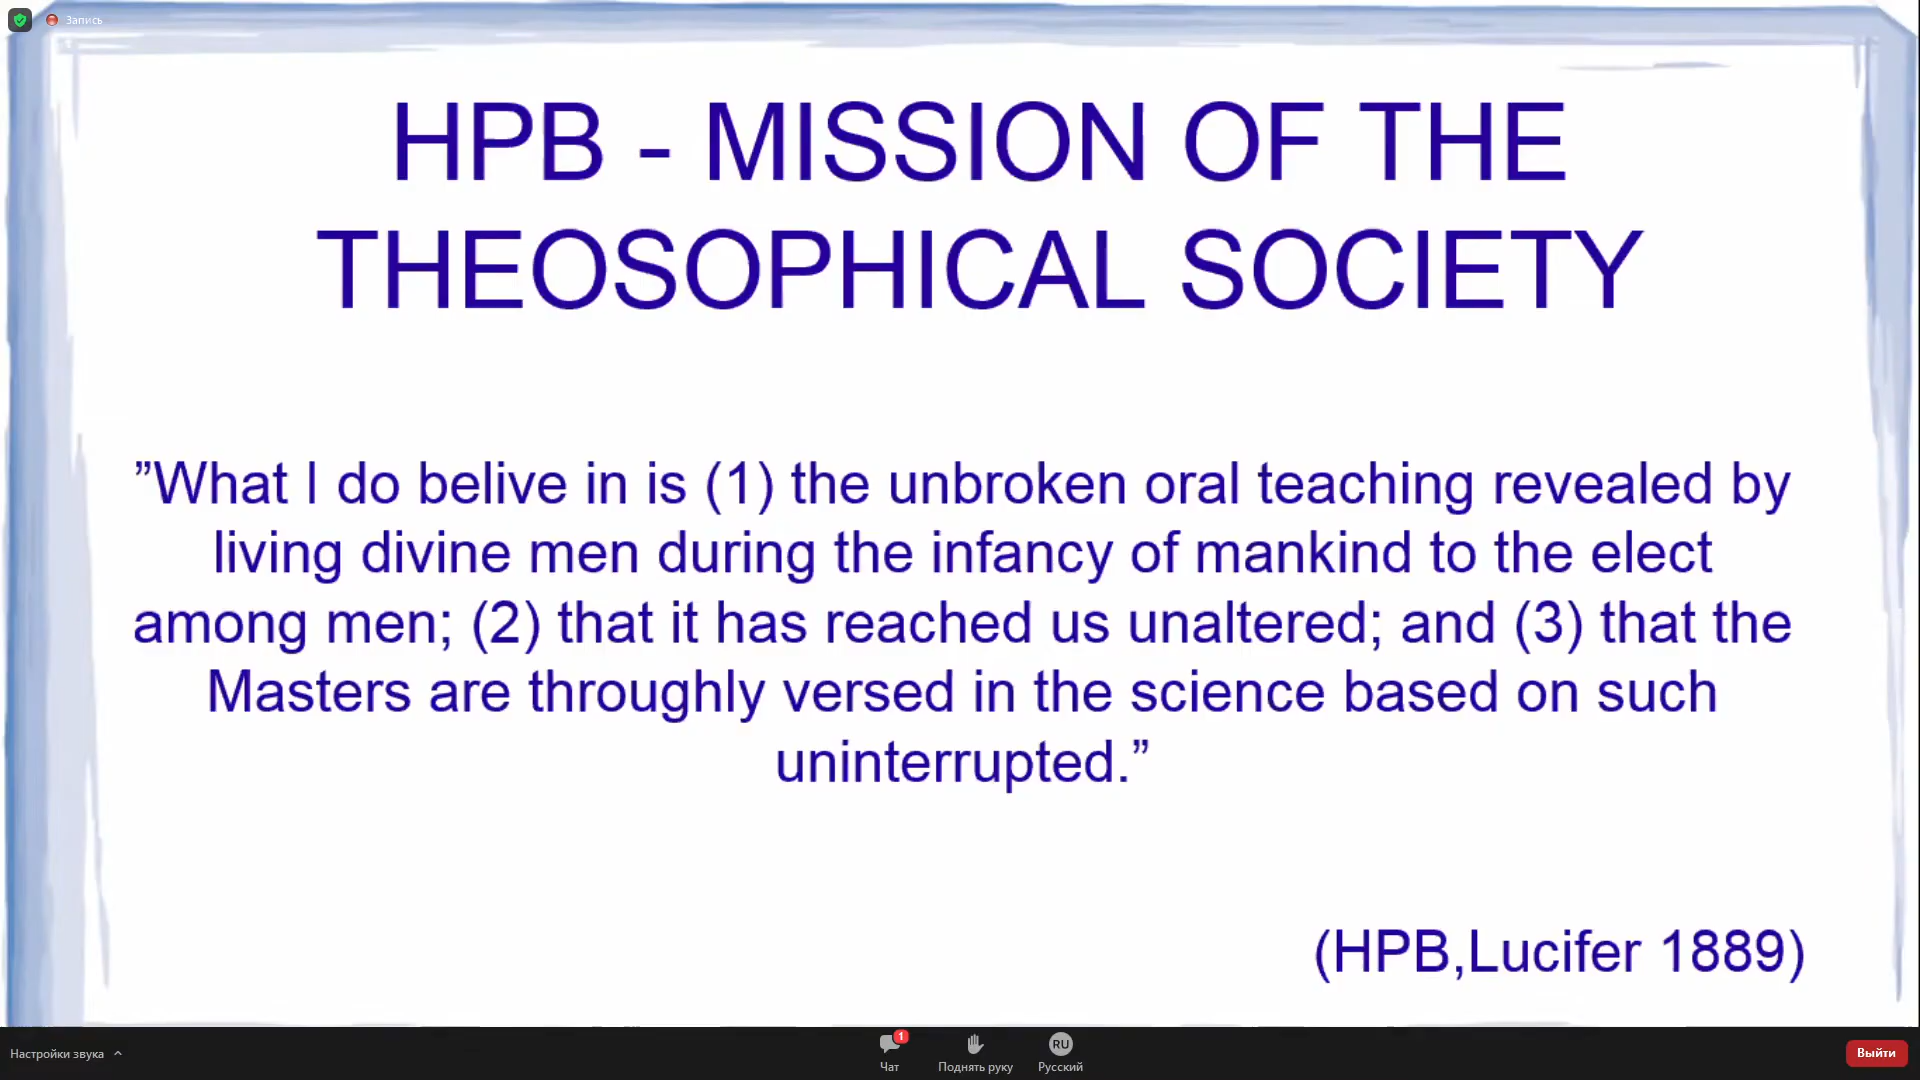 Запись
HPB - MISSION OF THE
THEOSOPHICAL SOCIETY
”What I do belive in is (1) the unbroken oral teaching revealed by
living divine men during the infancy of mankind to the elect
among men; (2) that it has reached us unaltered; and (3) that the
Masters are throughly versed in the science based on such
uninterrupted.”
(HPB,Lucifer 1889)
Настройки звука
1
Чат
Поднять руку
RU
Русский
Выйти